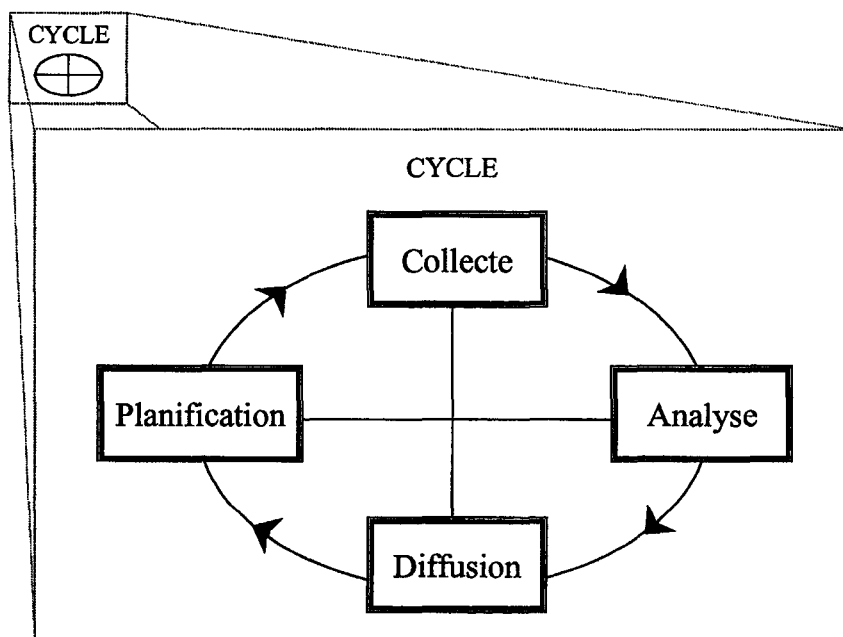 CYCLE
CYCLE
Collecte
Planification
Analyse
Diffusion